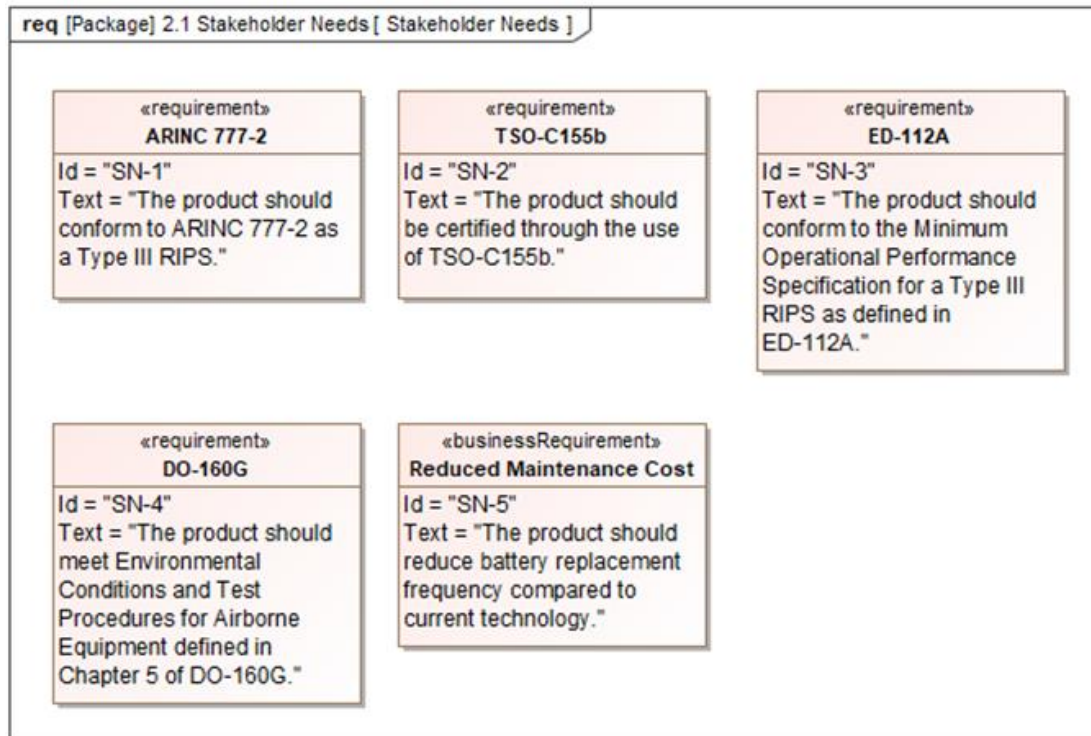 req [Package] 2.1 Stakeholder Needs [ Stakeholder Needs ]
«requirement»
ARINC 777-2
Id = "SN-1"
Text = "The product should
conform to ARINC 777-2 as
a Type III RIPS."
«requirement»
TSO-C155b
Id = "SN-2"
Text = "The product should
be certified through the use
of TSO-C155b."
«requirement»
ED-112A
Id = "SN-3"
Text = "The product should
conform to the Minimum
Operational Performance
Specification for a Type III
RIPS as defined in
ED-112A."
«requirement»
DO-160G
Id = "SN-4"
Text = "The product should
meet Environmental
Conditions and Test
Procedures for Airborne
Equipment defined in
Chapter 5 of DO-160G."
«businessRequirement»
Reduced Maintenance Cost
Id = "SN-5"
Text = "The product should
reduce battery replacement
frequency compared to
current technology."